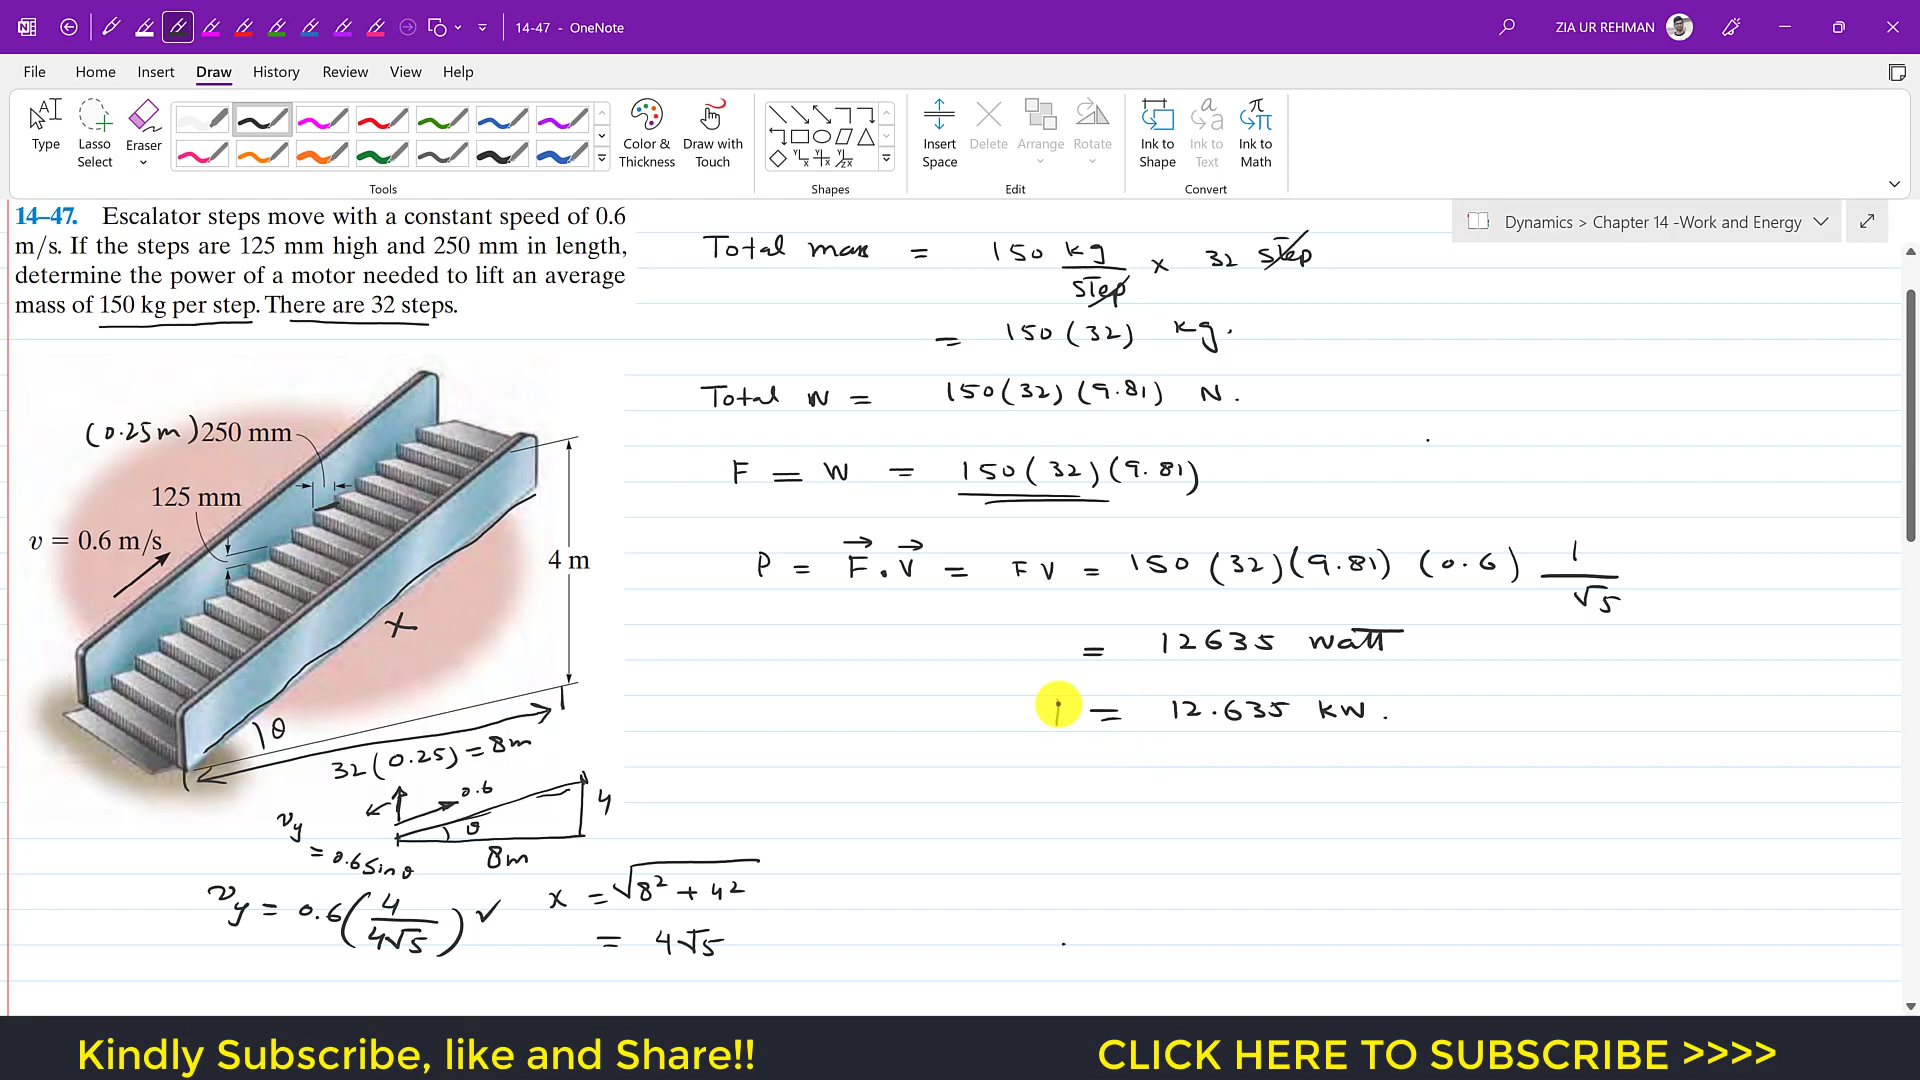 14-47 - OneNote
ZIA UR REHMAN
File Home Insert Draw History Review View Help
Type
Lasso Select
Eraser
Color & Thickness
Draw with Touch
Insert Space
Delete
Arrange
Rotate
Ink to Shape
Ink to Text
Ink to Math
Tools
Shapes
Edit
Convert
Dynamics > Chapter 14 -Work and Energy
14–47. Escalator steps move with a constant speed of 0.6
m/s. If the steps are 125 mm high and 250 mm in length,
determine the power of a motor needed to lift an average
mass of 150 kg per step. There are 32 steps.
(0.25m) 250 mm
125 mm
v = 0.6 m/s
4 m
x
θ
32(0.25) = 8m
0.6
4
θ
8m
vy
= 0.6 sin θ
vy = 0.6(4/4√5) ✓
x = √8² + 4²
= 4√5
Total mass = 150 kg/step × 32 step
= 150(32) kg.
Total W = 150(32)(9.81) N.
F = W = 150(32)(9.81)
P = F⃗.v⃗ = FV = 150(32)(9.81)(0.6) 1/√5
= 12635 watt
= 12.635 kW.
Kindly Subscribe, like and Share!!
CLICK HERE TO SUBSCRIBE >>>>